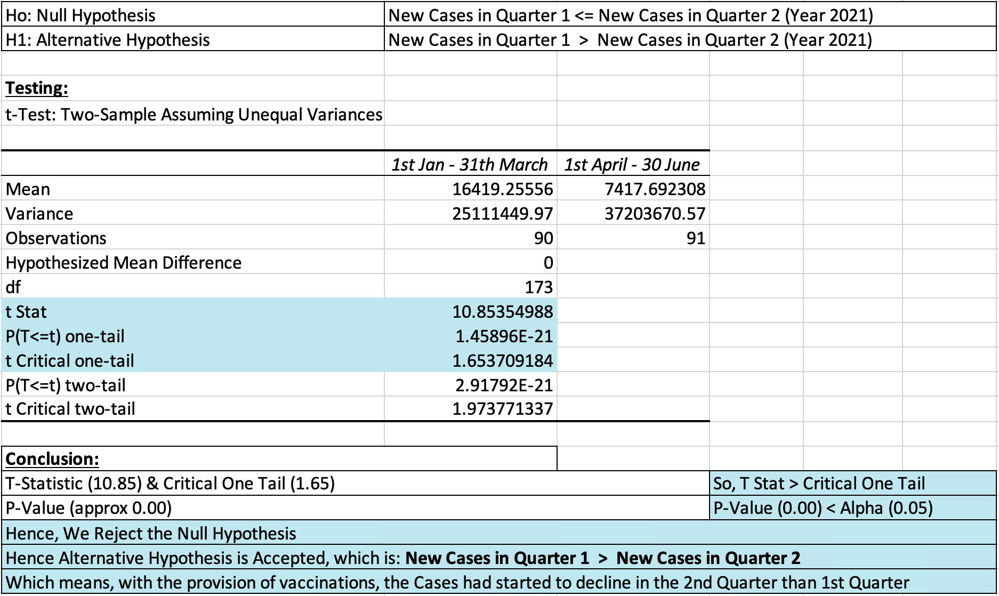 Ho: Null Hypothesis New Cases in Quarter 1 <= New Cases in Quarter 2 (Year 2021)
H1: Alternative Hypothesis New Cases in Quarter 1 > New Cases in Quarter 2 (Year 2021)
Testing:
t-Test: Two-Sample Assuming Unequal Variances
1st Jan - 31th March 1st April - 30 June
Mean 16419.25556 7417.692308
Variance 25111449.97 37203670.57
Observations 90 91
Hypothesized Mean Difference 0
df 173
t Stat 10.85354988
P(T<=t) one-tail 1.45896E-21
t Critical one-tail 1.653709184
P(T<=t) two-tail 2.91792E-21
t Critical two-tail 1.973771337
Conclusion:
T-Statistic (10.85) & Critical One Tail (1.65) So, T Stat > Critical One Tail
P-Value (approx 0.00) P-Value (0.00) < Alpha (0.05)
Hence, We Reject the Null Hypothesis
Hence Alternative Hypothesis is Accepted, which is: New Cases in Quarter 1 > New Cases in Quarter 2
Which means, with the provision of vaccinations, the Cases had started to decline in the 2nd Quarter than 1st Quarter